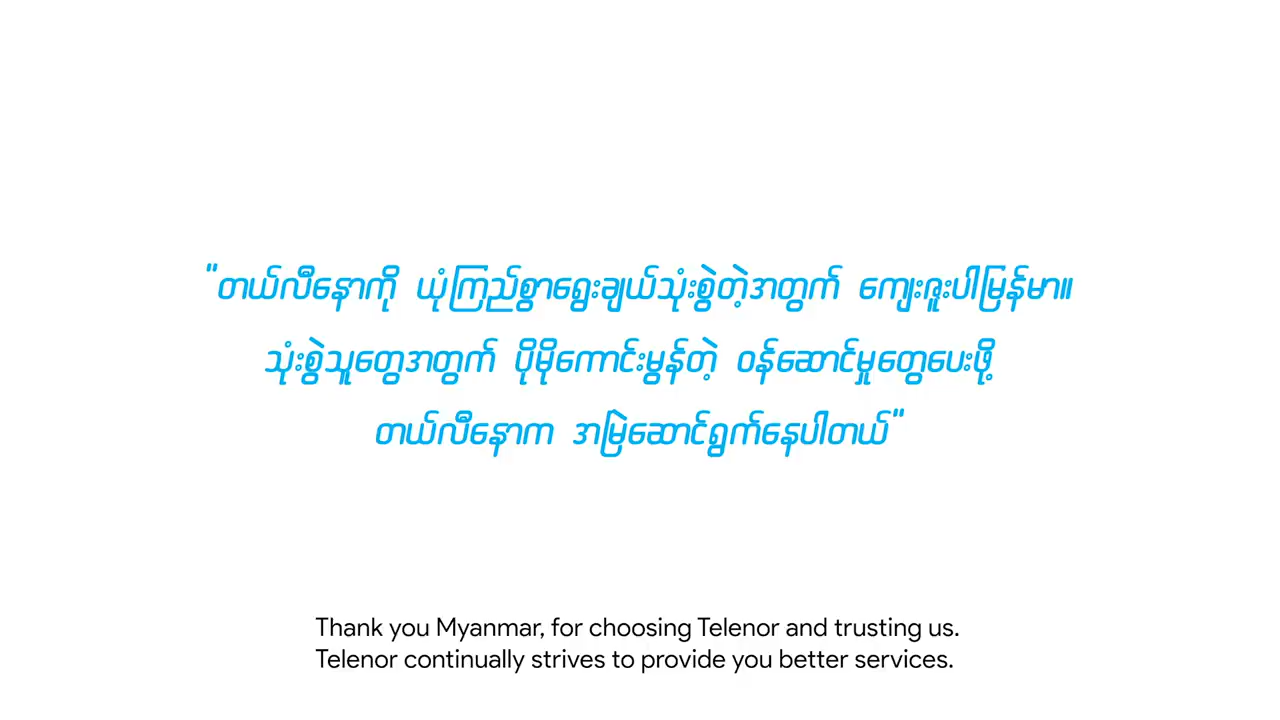 "တယ်လီနောကို ယုံကြည်စွာရွေးချယ်သုံးစွဲတဲ့အတွက် ကျေးဇူးပါမြန်မာ။
သုံးစွဲသူတွေအတွက် ပိုမိုကောင်းမွန်တဲ့ ဝန်ဆောင်မှုတွေပေးဖို့
တယ်လီနောက အမြဲဆောင်ရွက်နေပါတယ်"
Thank you Myanmar, for choosing Telenor and trusting us.
Telenor continually strives to provide you better services.